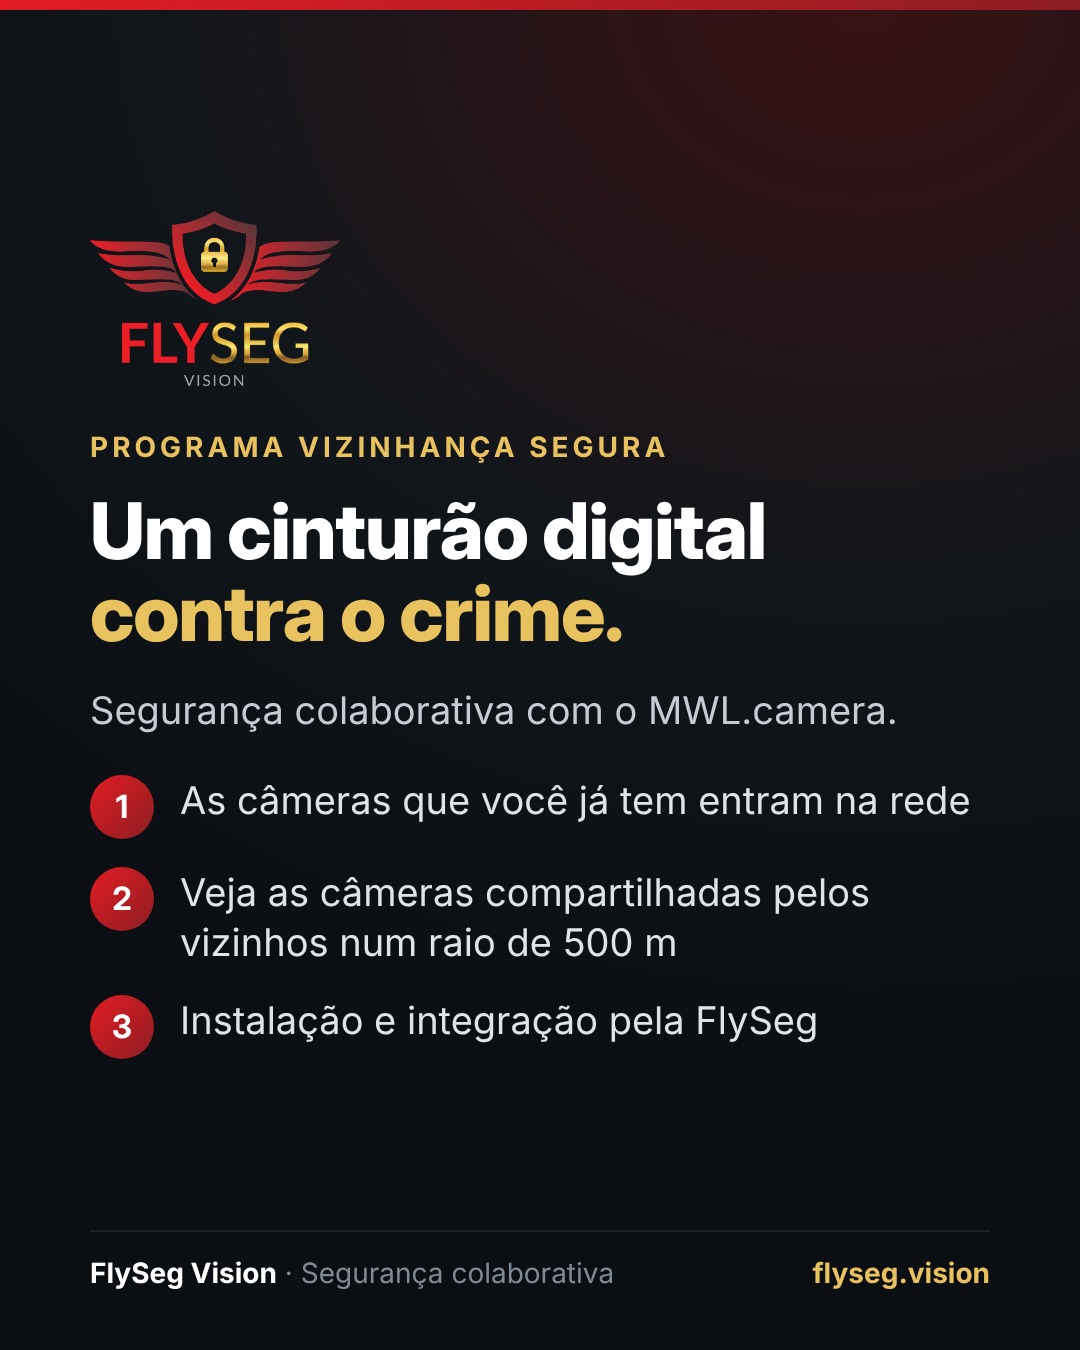 FLYSEG
VISION
PROGRAMA VIZINHANÇA SEGURA
Um cinturão digital
contra o crime.
Segurança colaborativa com o MWL.camera.
1 As câmeras que você já tem entram na rede
2 Veja as câmeras compartilhadas pelos
vizinhos num raio de 500 m
3 Instalação e integração pela FlySeg
FlySeg Vision · Segurança colaborativa flyseg.vision